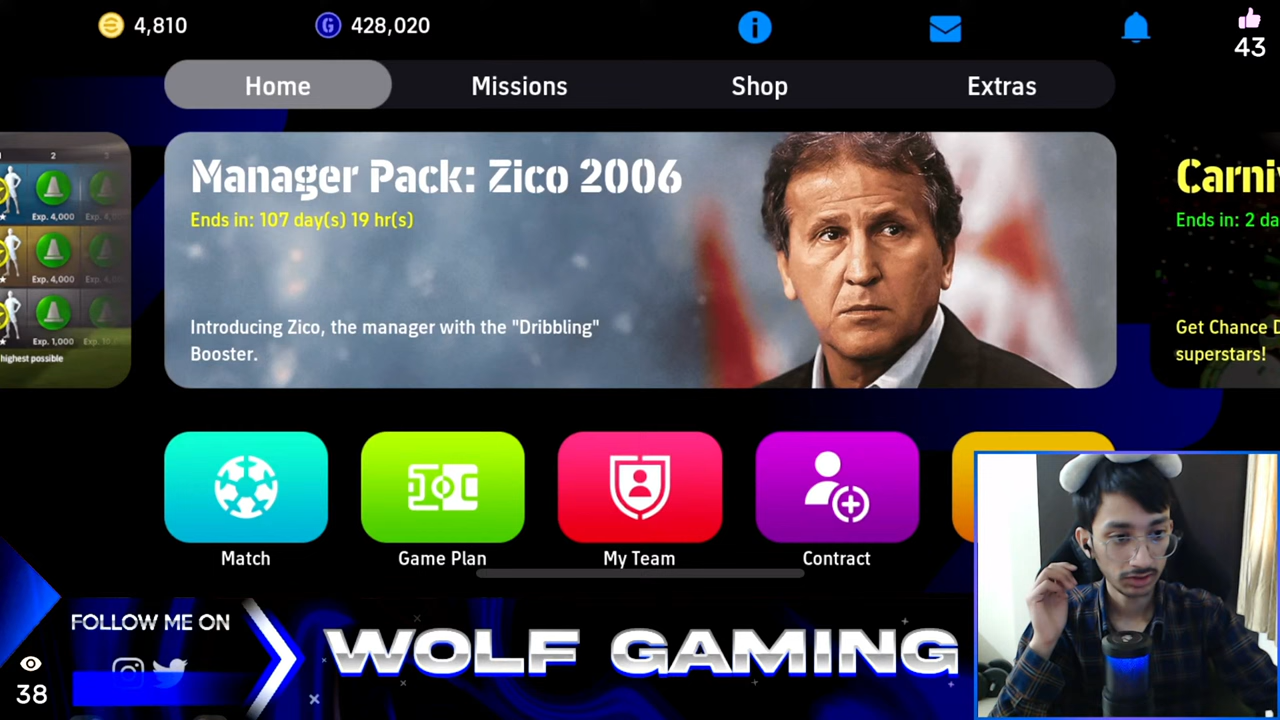 4,810
428,020
43
Home
Missions
Shop
Extras
2
Exp. 4,000
Exp. 4,000
Exp. 1,000
highest possible
Manager Pack: Zico 2006
Ends in: 107 day(s) 19 hr(s)
Introducing Zico, the manager with the "Dribbling"
Booster.
Carni
Ends in: 2 da
Get Chance D
superstars!
Match
Game Plan
My Team
Contract
FOLLOW ME ON
WOLF GAMING
38